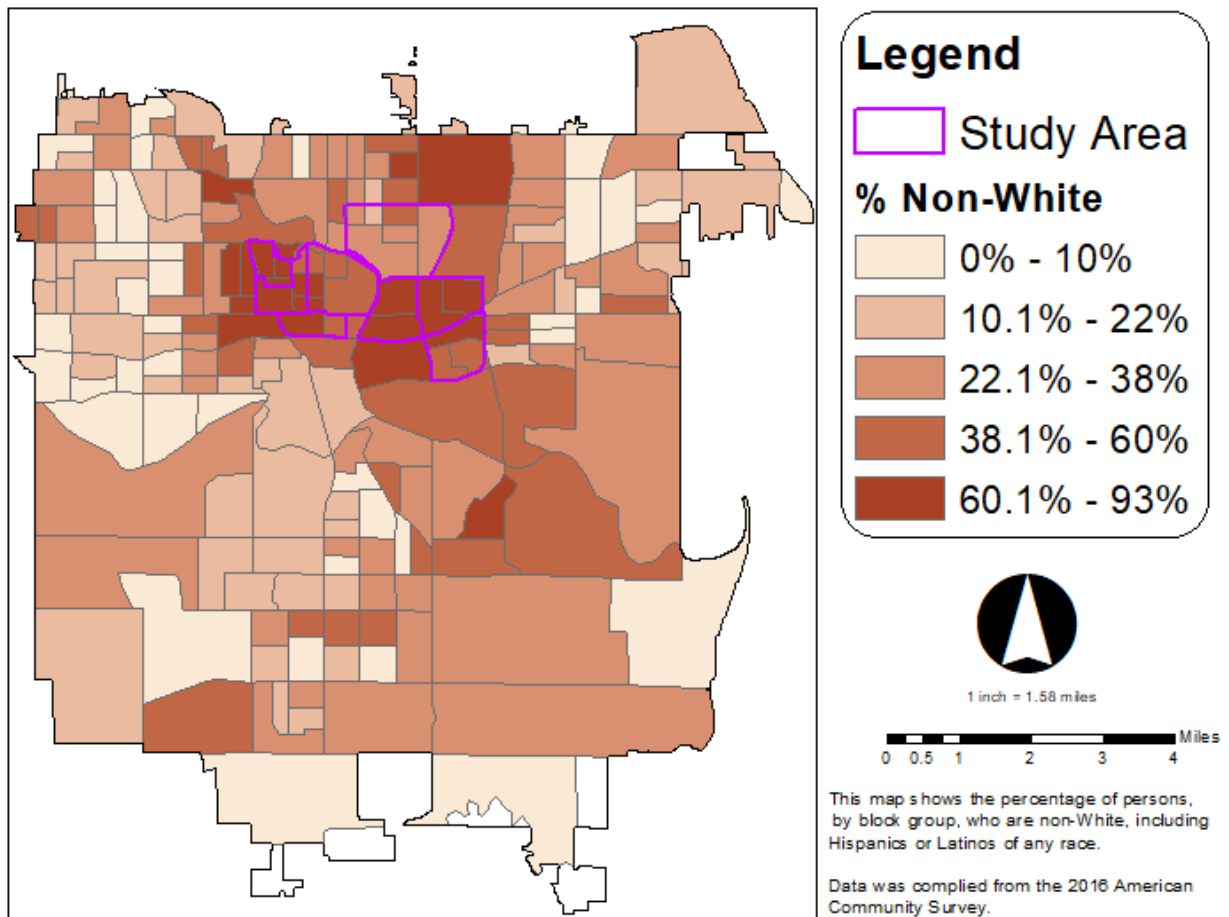 Legend
Study Area
% Non-White
0% - 10%
10.1% - 22%
22.1% - 38%
38.1% - 60%
60.1% - 93%
1 inch = 1.58 miles
Miles
0 0.5 1 2 3 4
This map shows the percentage of persons,
by block group, who are non-White, including
Hispanics or Latinos of any race.
Data was complied from the 2016 American
Community Survey.